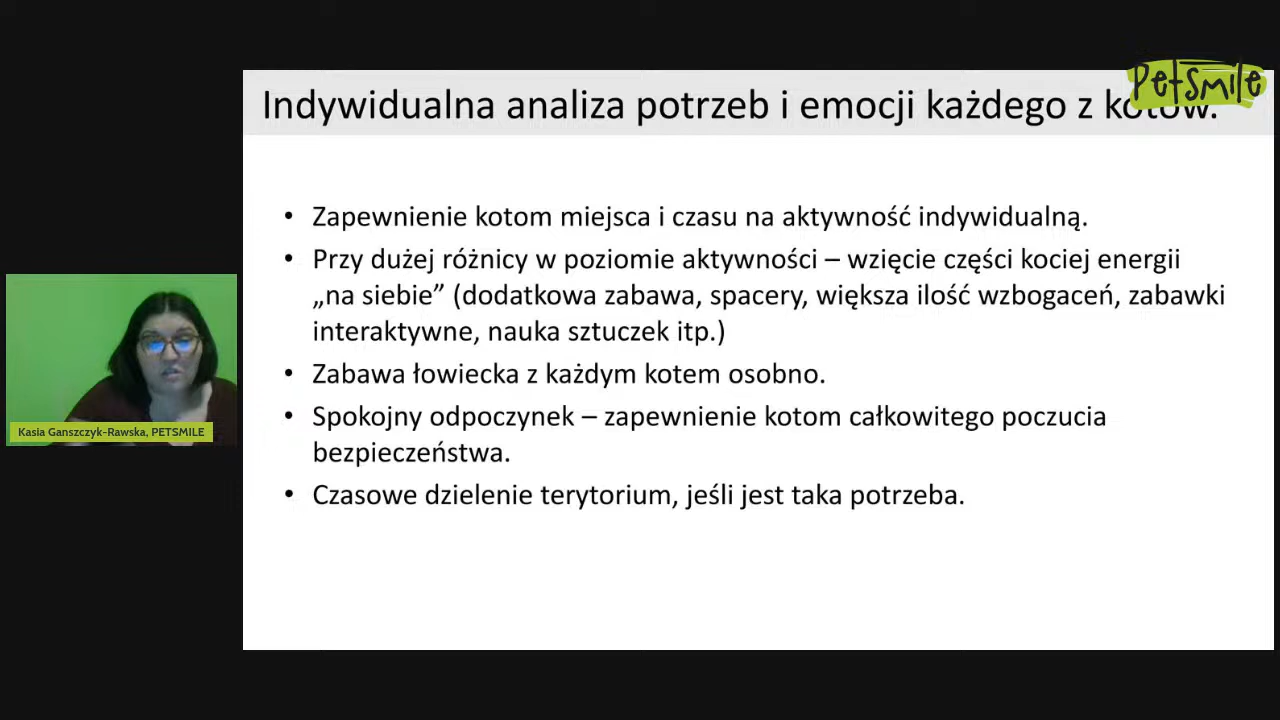 PetSmile
Indywidualna analiza potrzeb i emocji każdego z kotów.
• Zapewnienie kotom miejsca i czasu na aktywność indywidualną.
• Przy dużej różnicy w poziomie aktywności – wzięcie części kociej energii
„na siebie” (dodatkowa zabawa, spacery, większa ilość wzbogaceń, zabawki
interaktywne, nauka sztuczek itp.)
• Zabawa łowiecka z każdym kotem osobno.
• Spokojny odpoczynek – zapewnienie kotom całkowitego poczucia
bezpieczeństwa.
• Czasowe dzielenie terytorium, jeśli jest taka potrzeba.
Kasia Ganszczyk-Rawska, PETSMILE